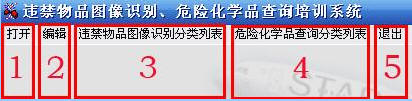 违禁物品图像识别、危险化学品查询培训系统
打开 编辑 违禁物品图像识别分类列表 危险化学品查询分类列表 退出
1 2 3 4 5